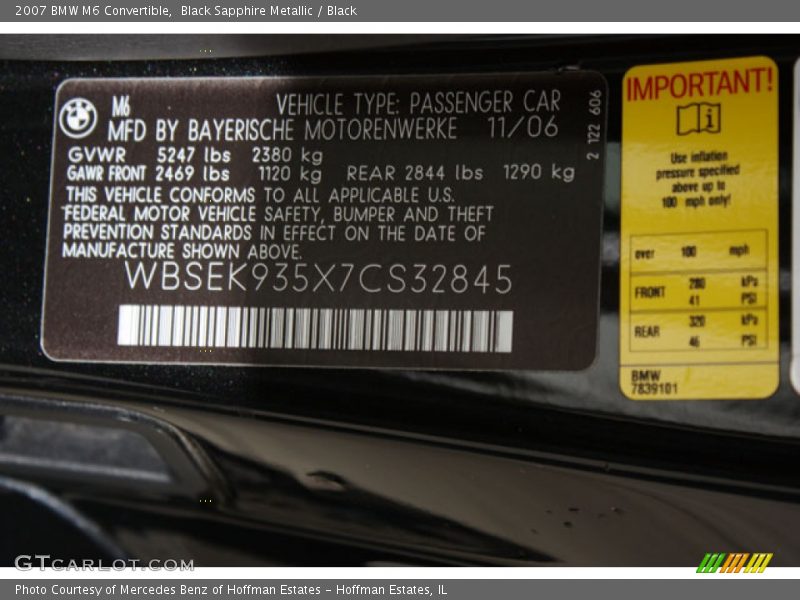 2007 BMW M6 Convertible,  Black Sapphire Metallic / Black
M6
VEHICLE TYPE: PASSENGER CAR
MFD BY BAYERISCHE MOTORENWERKE 11/06
GVWR 5247 lbs 2380 kg
GAWR FRONT 2469 lbs 1120 kg REAR 2844 lbs 1290 kg
THIS VEHICLE CONFORMS TO ALL APPLICABLE U.S.
FEDERAL MOTOR VEHICLE SAFETY, BUMPER AND THEFT
PREVENTION STANDARDS IN EFFECT ON THE DATE OF
MANUFACTURE SHOWN ABOVE.
WBSEK935X7CS32845
2 122 606
IMPORTANT!
Use inflation
pressure specified
above up to
100 mph only!
over 100 mph
FRONT 280 kPa
41 PSI
REAR 320 kPa
46 PSI
BMW
7839101
GTCARLOT.COM
Photo Courtesy of Mercedes Benz of Hoffman Estates - Hoffman Estates, IL